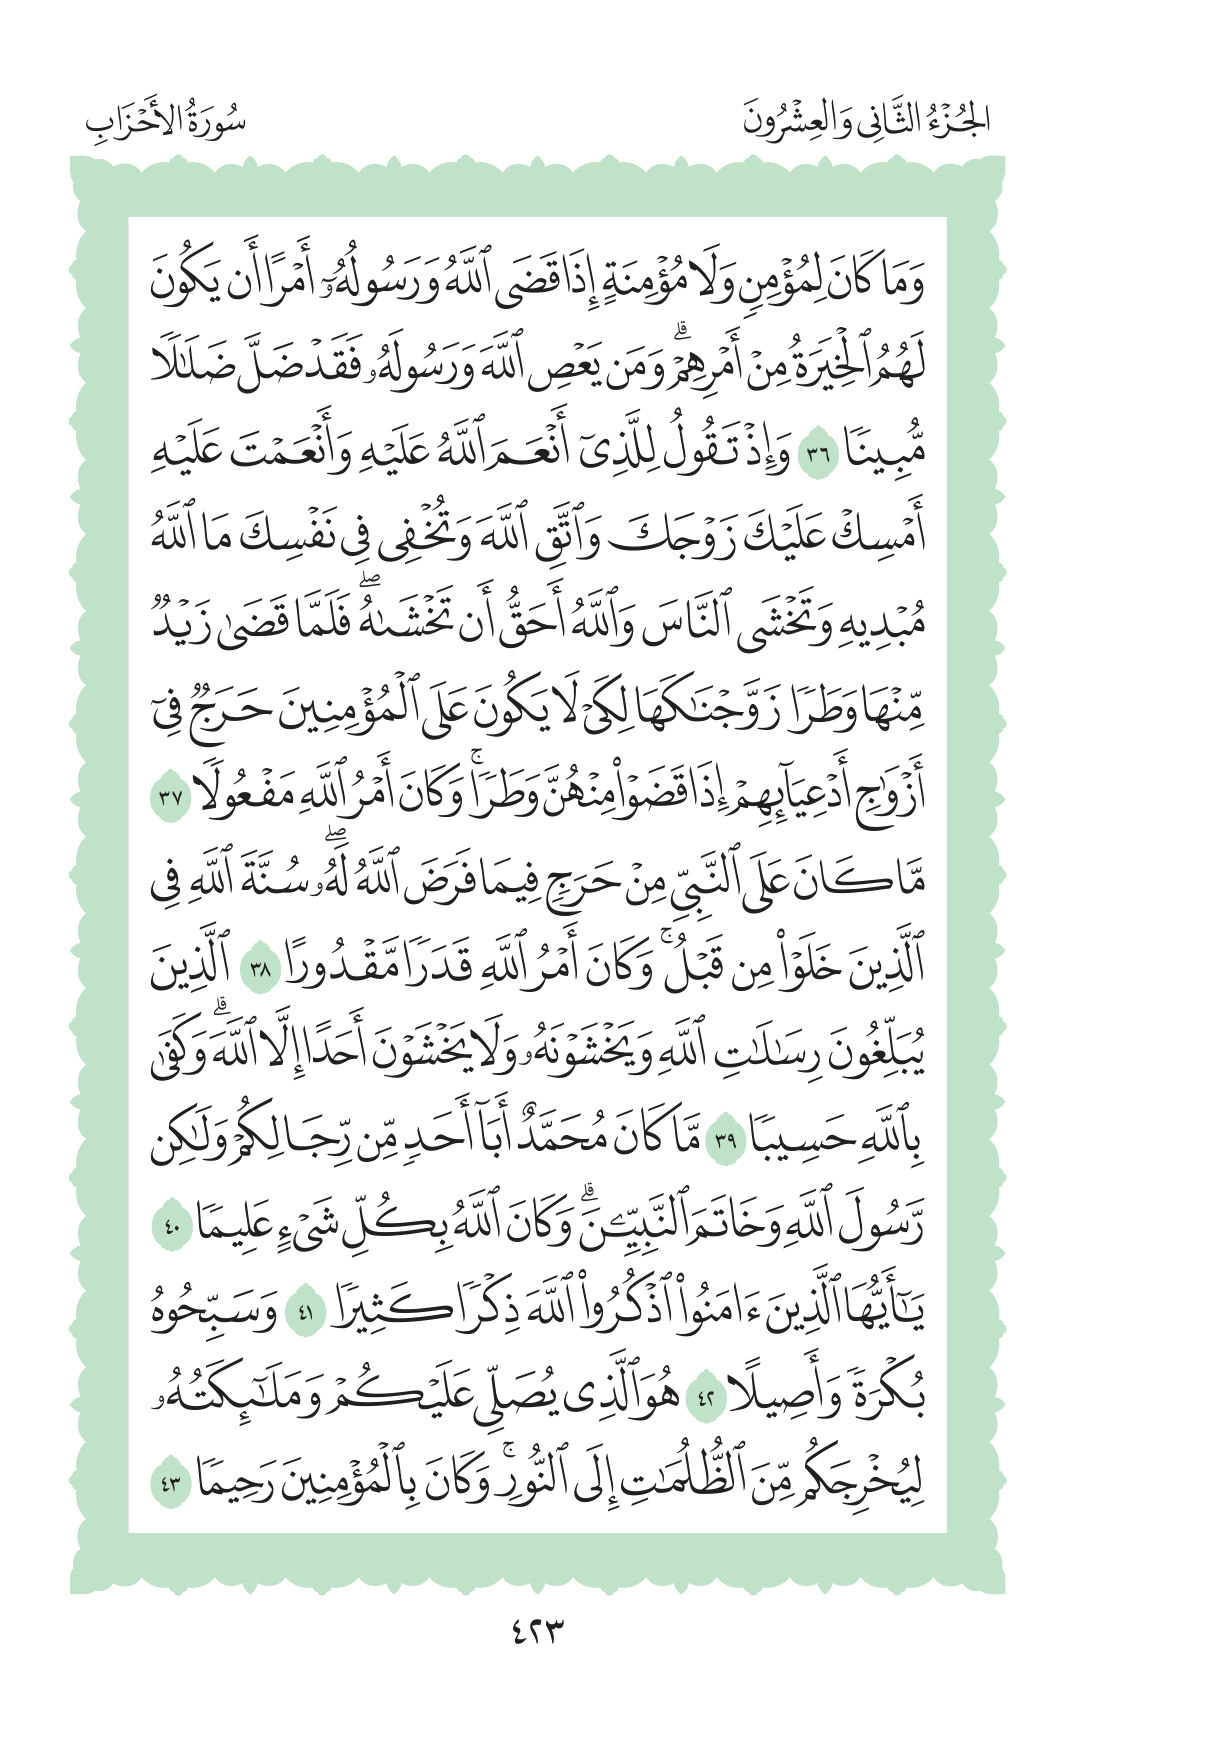 الجُزْءُ الثَّانِي وَالعِشْرُونَ
سُورَةُ الأَحْزَابِ
وَمَا كَانَ لِمُؤْمِنٖ وَلَا مُؤْمِنَةٍ إِذَا قَضَى ٱللَّهُ وَرَسُولُهُۥٓ أَمْرًا أَن يَكُونَ
لَهُمُ ٱلْخِيَرَةُ مِنْ أَمْرِهِمْۗ وَمَن يَعْصِ ٱللَّهَ وَرَسُولَهُۥ فَقَدْ ضَلَّ ضَلَٰلٗا
مُّبِينٗا ٣٦ وَإِذْ تَقُولُ لِلَّذِيٓ أَنْعَمَ ٱللَّهُ عَلَيْهِ وَأَنْعَمْتَ عَلَيْهِ
أَمْسِكْ عَلَيْكَ زَوْجَكَ وَٱتَّقِ ٱللَّهَ وَتُخْفِي فِي نَفْسِكَ مَا ٱللَّهُ
مُبْدِيهِ وَتَخْشَى ٱلنَّاسَ وَٱللَّهُ أَحَقُّ أَن تَخْشَىٰهُۖ فَلَمَّا قَضَىٰ زَيْدٞ
مِّنْهَا وَطَرٗا زَوَّجْنَٰكَهَا لِكَيْ لَا يَكُونَ عَلَى ٱلْمُؤْمِنِينَ حَرَجٞ فِيٓ
أَزْوَٰجِ أَدْعِيَآئِهِمْ إِذَا قَضَوْا۟ مِنْهُنَّ وَطَرٗاۚ وَكَانَ أَمْرُ ٱللَّهِ مَفْعُولٗا ٣٧
مَّا كَانَ عَلَى ٱلنَّبِيِّ مِنْ حَرَجٖ فِيمَا فَرَضَ ٱللَّهُ لَهُۥۖ سُنَّةَ ٱللَّهِ فِي
ٱلَّذِينَ خَلَوْا۟ مِن قَبْلُۚ وَكَانَ أَمْرُ ٱللَّهِ قَدَرٗا مَّقْدُورًا ٣٨ ٱلَّذِينَ
يُبَلِّغُونَ رِسَٰلَٰتِ ٱللَّهِ وَيَخْشَوْنَهُۥ وَلَا يَخْشَوْنَ أَحَدًا إِلَّا ٱللَّهَۗ وَكَفَىٰ
بِٱللَّهِ حَسِيبٗا ٣٩ مَّا كَانَ مُحَمَّدٌ أَبَآ أَحَدٖ مِّن رِّجَالِكُمْ وَلَٰكِن
رَّسُولَ ٱللَّهِ وَخَاتَمَ ٱلنَّبِيِّـۧنَۗ وَكَانَ ٱللَّهُ بِكُلِّ شَيْءٍ عَلِيمٗا ٤٠
يَٰٓأَيُّهَا ٱلَّذِينَ ءَامَنُوا۟ ٱذْكُرُوا۟ ٱللَّهَ ذِكْرٗا كَثِيرٗا ٤١ وَسَبِّحُوهُ
بُكْرَةٗ وَأَصِيلًا ٤٢ هُوَ ٱلَّذِي يُصَلِّي عَلَيْكُمْ وَمَلَٰٓئِكَتُهُۥ
لِيُخْرِجَكُم مِّنَ ٱلظُّلُمَٰتِ إِلَى ٱلنُّورِۚ وَكَانَ بِٱلْمُؤْمِنِينَ رَحِيمٗا ٤٣
٤٢٣